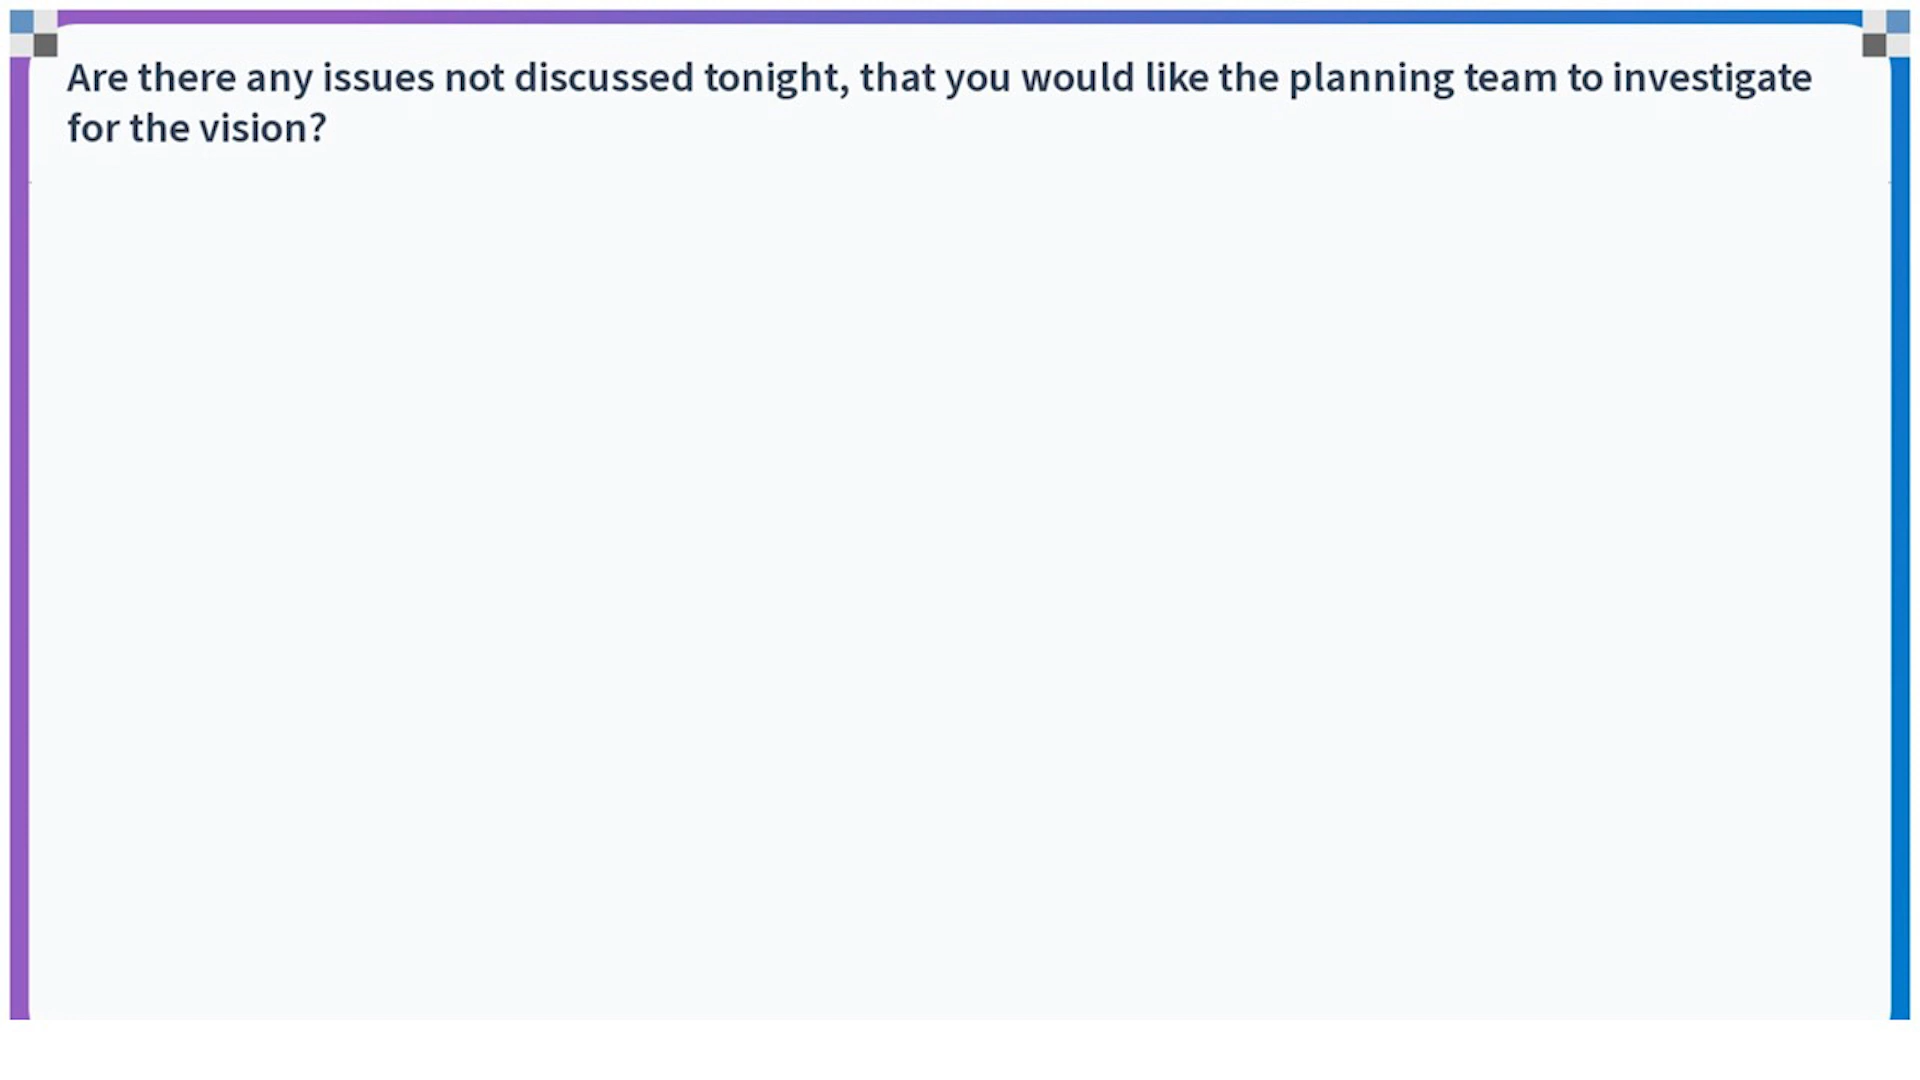 Are there any issues not discussed tonight, that you would like the planning team to investigate
for the vision?